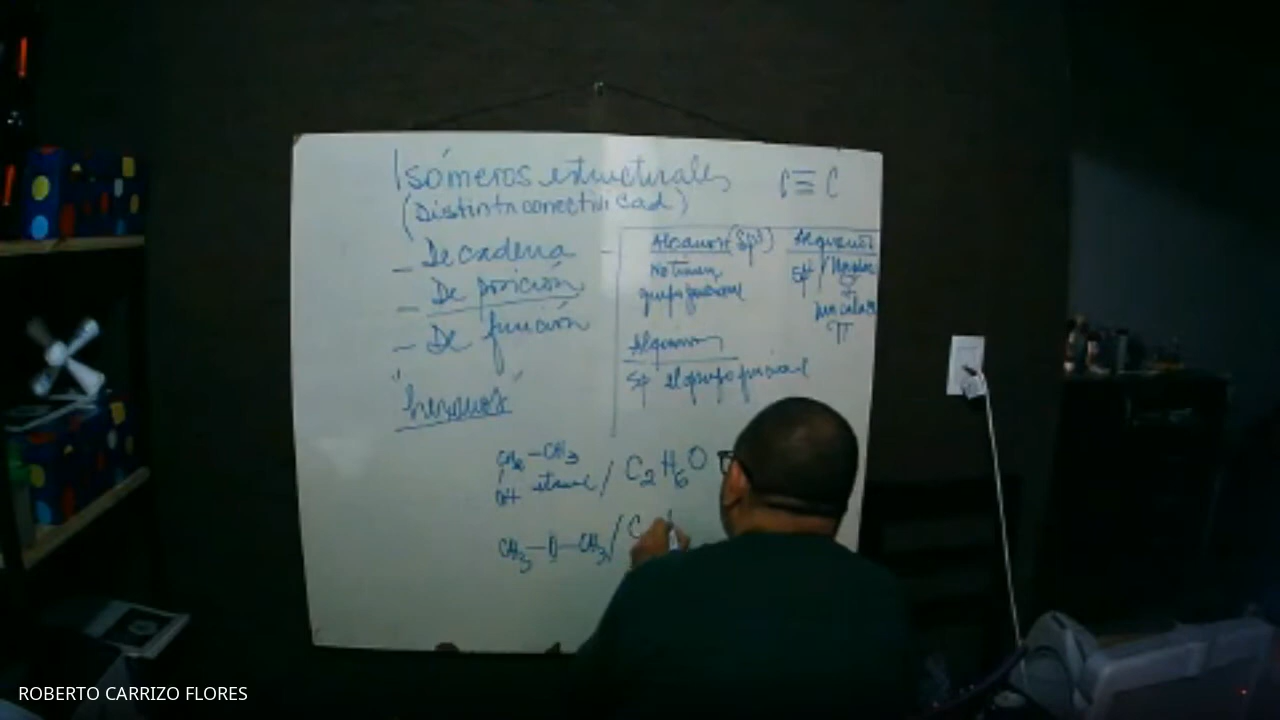 Isómeros estructurales
(Distinta conectividad)
C≡C
- De cadena
- De posición
- De función
Alcanos (sp³)
No tienen
grupo funcional
Alquenos
sp² /
π
Alquinos
sp el grupo funcional
CH₂-CH₃
OH etanol / C₂H₆O
CH₃-O-CH₃ / C
ROBERTO CARRIZO FLORES